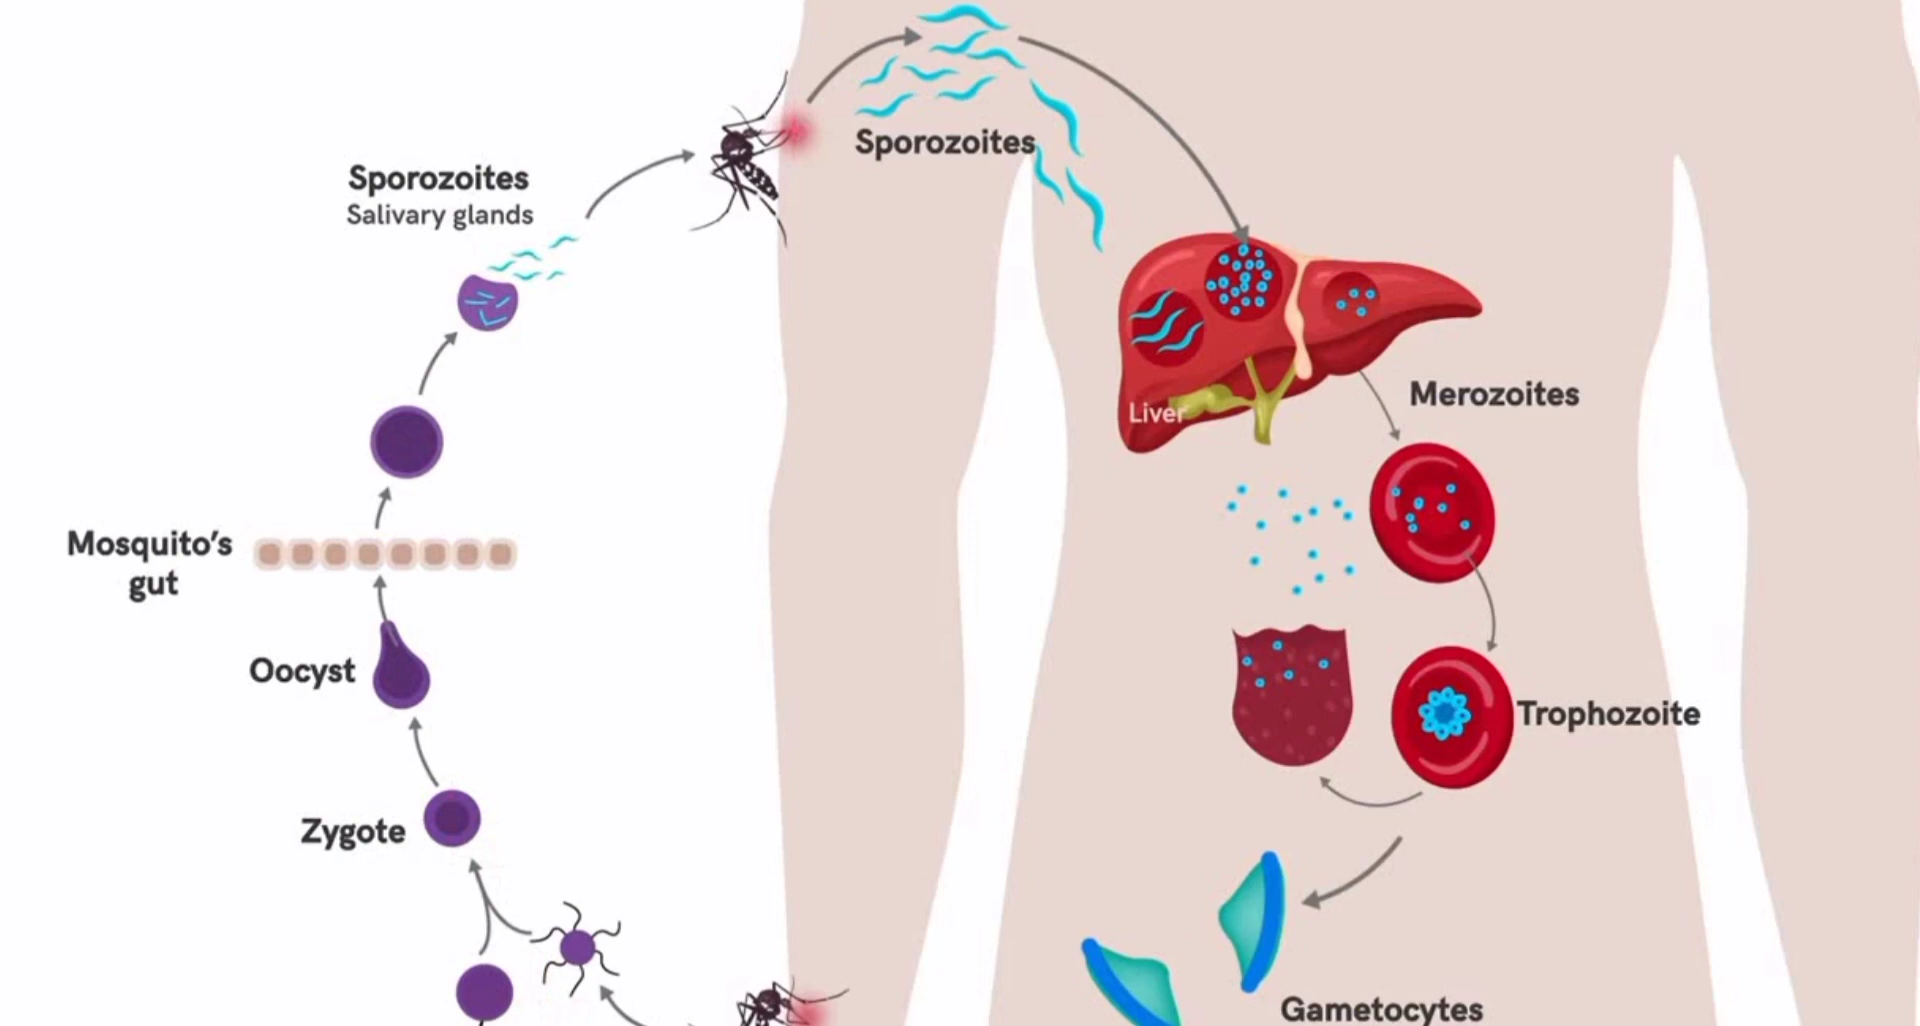 Sporozoites
Sporozoites
Salivary glands
Merozoites
Liver
Mosquito's
gut
Oocyst
Trophozoite
Zygote
Gametocytes